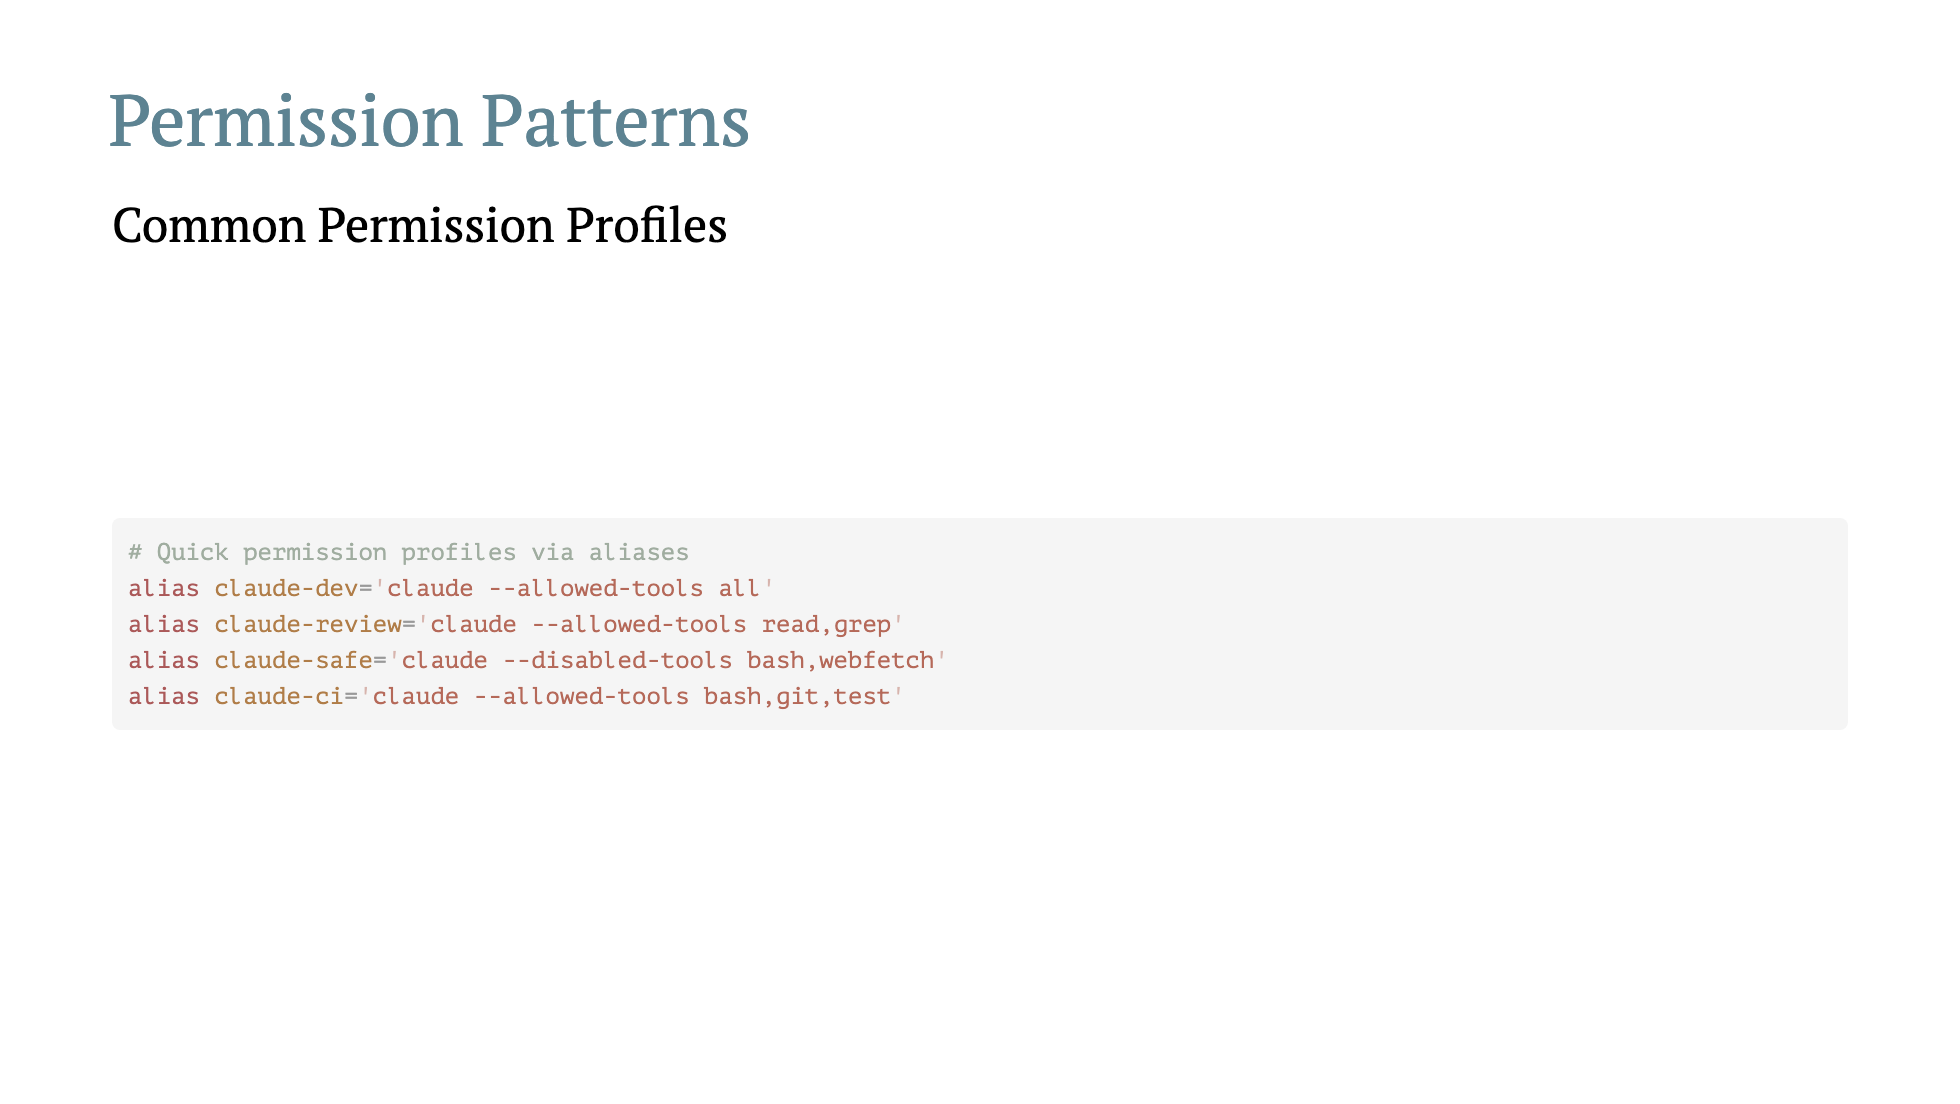 Permission Patterns
Common Permission Profiles
# Quick permission profiles via aliases
alias claude-dev='claude --allowed-tools all'
alias claude-review='claude --allowed-tools read,grep'
alias claude-safe='claude --disabled-tools bash,webfetch'
alias claude-ci='claude --allowed-tools bash,git,test'